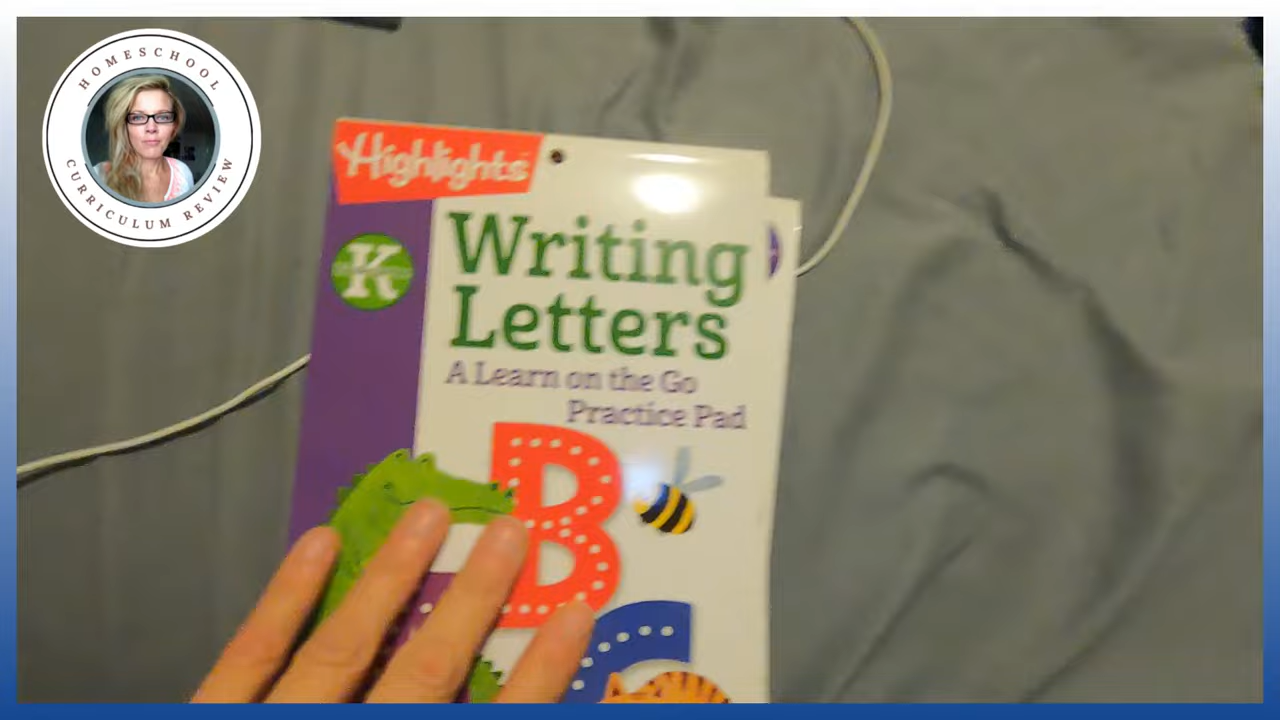 HOMESCHOOL
CURRICULUM REVIEW
Highlights
K
Writing
Letters
A Learn on the Go
Practice Pad
B
C